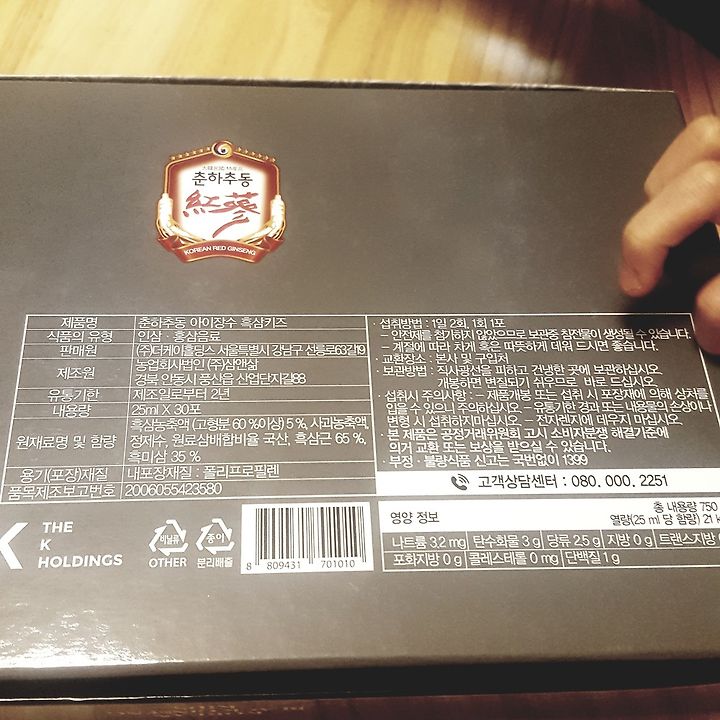 춘하추동
紅蔘
KOREAN RED GINSENG
제품명 춘하추동 아이장수 흑삼키즈
식품의 유형 인삼·홍삼음료
판매원 (주)더케이홀딩스 서울특별시 강남구 선릉로63길19
제조원 농업회사법인 (주)삼앤삶
경북 안동시 풍산읍 산업단지길88
유통기한 제조일로부터 2년
내용량 25ml X 30포
원재료명 및 함량 흑삼농축액 (고형분 60 %이상) 5 %, 사과농축액,
정제수, 원료삼배합비율 국산, 흑삼근 65 %,
흑미삼 35 %
용기(포장)재질 내포장재질 : 폴리프로필렌
품목제조보고번호 2006055423580
· 섭취방법 : 1일 2회, 1회 1포
– 안정제를 첨가하지 않았으므로 보관중 침전물이 생성될 수 있습니다.
– 계절에 따라 차게 혹은 따뜻하게 데워 드시면 좋습니다.
· 교환장소 : 본사 및 구입처
· 보관방법 : 직사광선을 피하고 건냉한 곳에 보관하십시오.
개봉하면 변질되기 쉬우므로 바로 드십시오.
· 섭취시 주의사항 : – 제품개봉 또는 섭취 시 포장재에 의해 상처를
입을 수 있으니 주의하십시오. – 유통기한 경과 또는 내용물의 손상이나
변형 시 섭취하지마십시오. – 전자렌지에 데우지 마십시오.
· 본 제품은 공정거래위원회 고시 소비자분쟁 해결기준에
의거 교환 또는 보상을 받으실 수 있습니다.
부정·불량식품 신고는 국번없이 1399
고객상담센터 : 080. 000. 2251
THE
K
HOLDINGS
비닐류
OTHER
종이
분리배출
8 809431 701010
영양 정보
총 내용량 750
열량(25 ml 당 함량) 21 k
나트륨 3.2 mg 탄수화물 3 g 당류 2.5 g 지방 0 g 트랜스지방
포화지방 0 g 콜레스테롤 0 mg 단백질 1 g